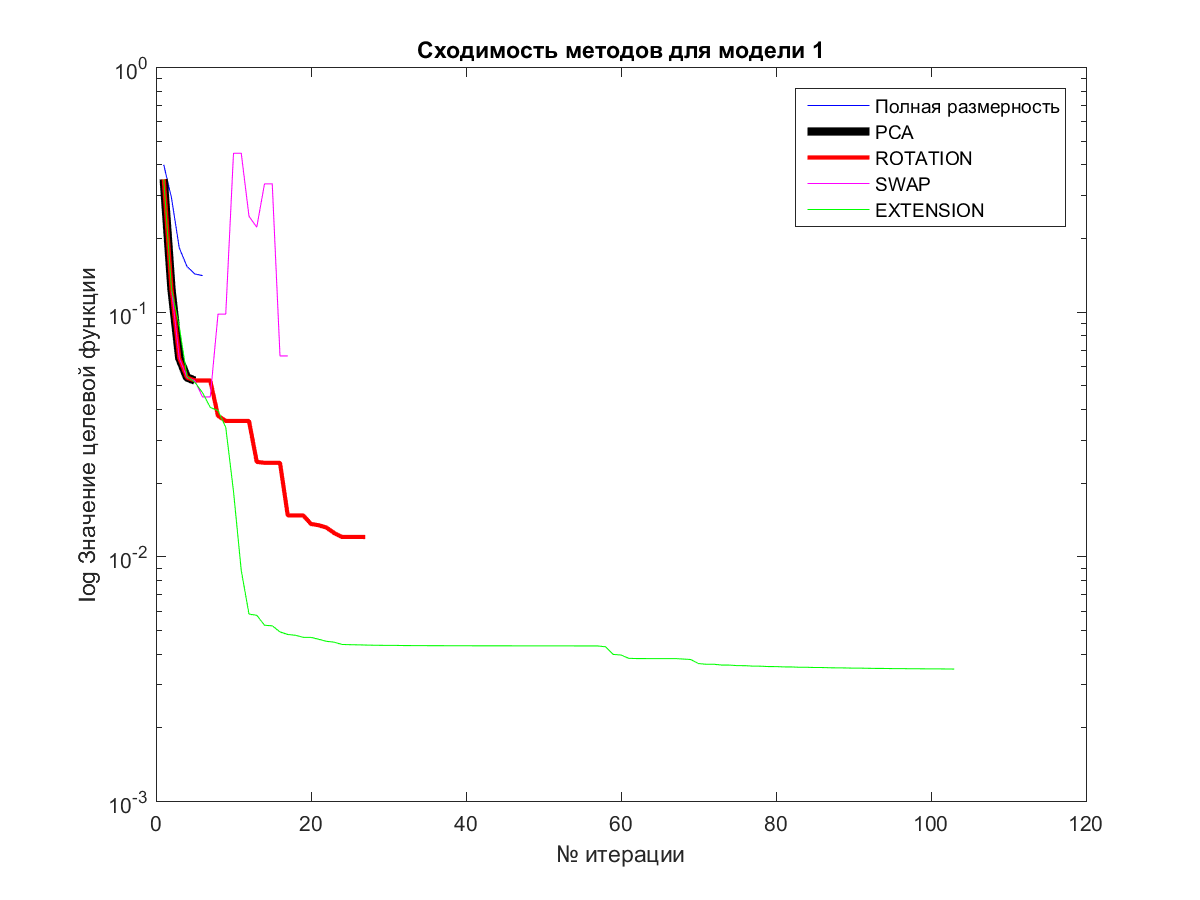 Сходимость методов для модели 1
10^0
10^-1
10^-2
10^-3
log Значение целевой функции
0 20 40 60 80 100 120
№ итерации
Полная размерность
PCA
ROTATION
SWAP
EXTENSION